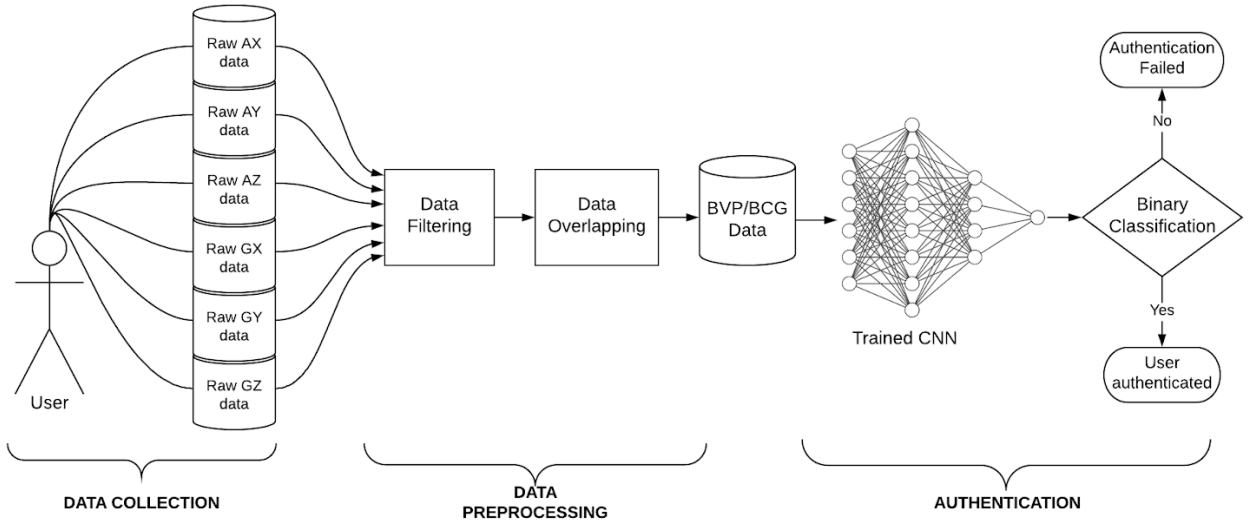 Raw AX
data
Raw AY
data
Raw AZ
data
Raw GX
data
Raw GY
data
Raw GZ
data
User
Data
Filtering
Data
Overlapping
BVP/BCG
Data
Trained CNN
Authentication
Failed
No
Binary
Classification
Yes
User
authenticated
DATA COLLECTION
DATA
PREPROCESSING
AUTHENTICATION